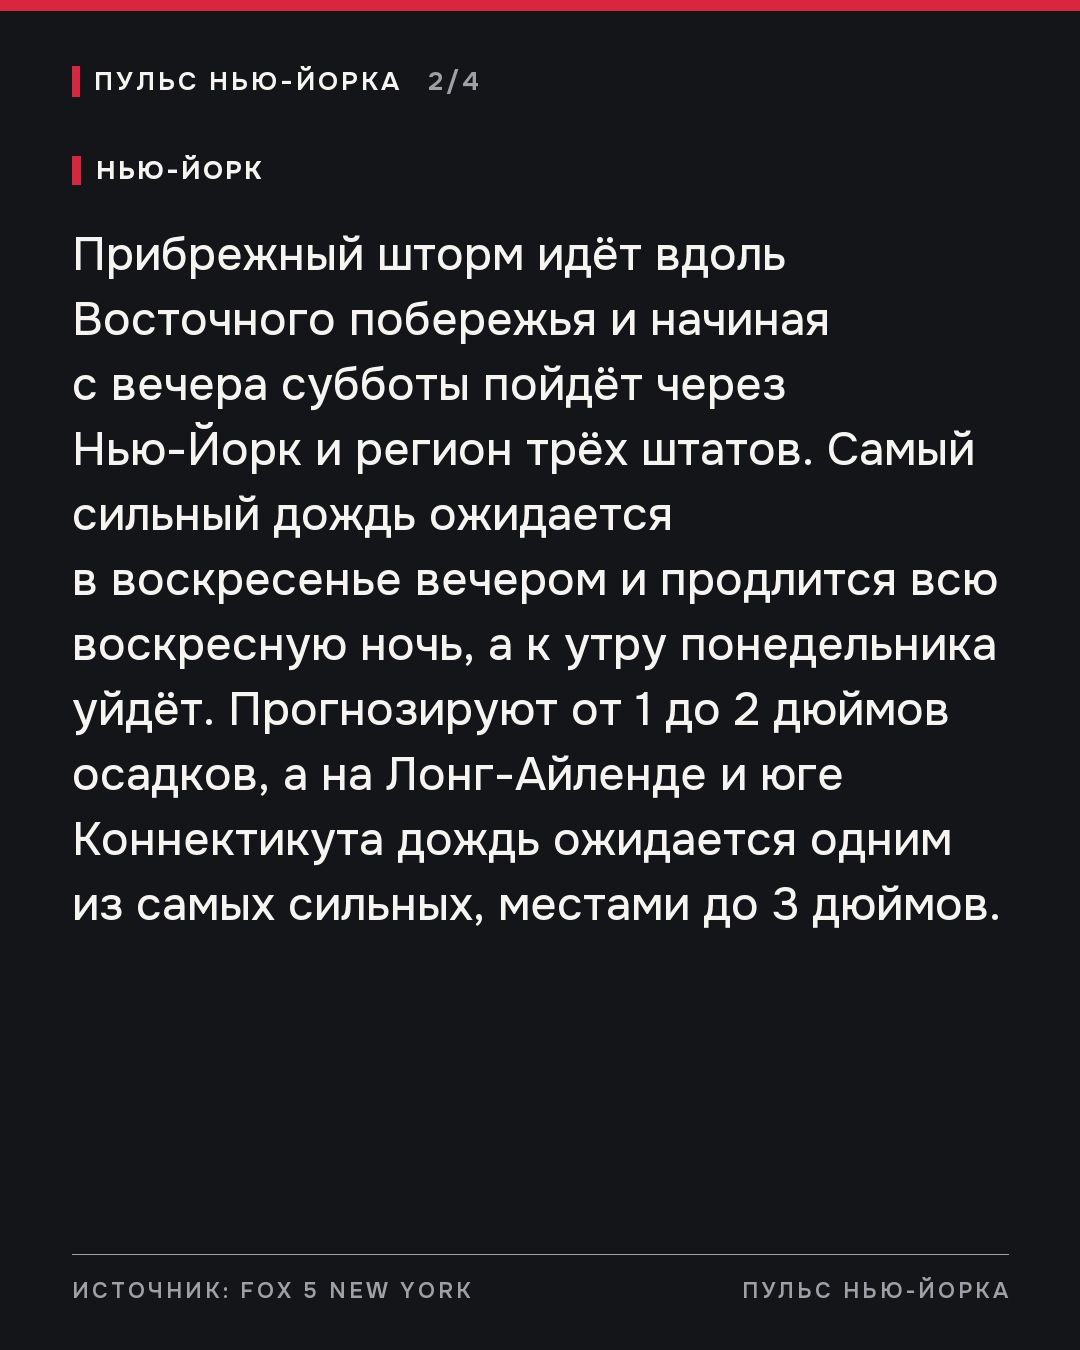 ПУЛЬС НЬЮ-ЙОРКА 2/4
НЬЮ-ЙОРК
Прибрежный шторм идёт вдоль
Восточного побережья и начиная
с вечера субботы пойдёт через
Нью-Йорк и регион трёх штатов. Самый
сильный дождь ожидается
в воскресенье вечером и продлится всю
воскресную ночь, а к утру понедельника
уйдёт. Прогнозируют от 1 до 2 дюймов
осадков, а на Лонг-Айленде и юге
Коннектикута дождь ожидается одним
из самых сильных, местами до 3 дюймов.
ИСТОЧНИК: FOX 5 NEW YORK
ПУЛЬС НЬЮ-ЙОРКА